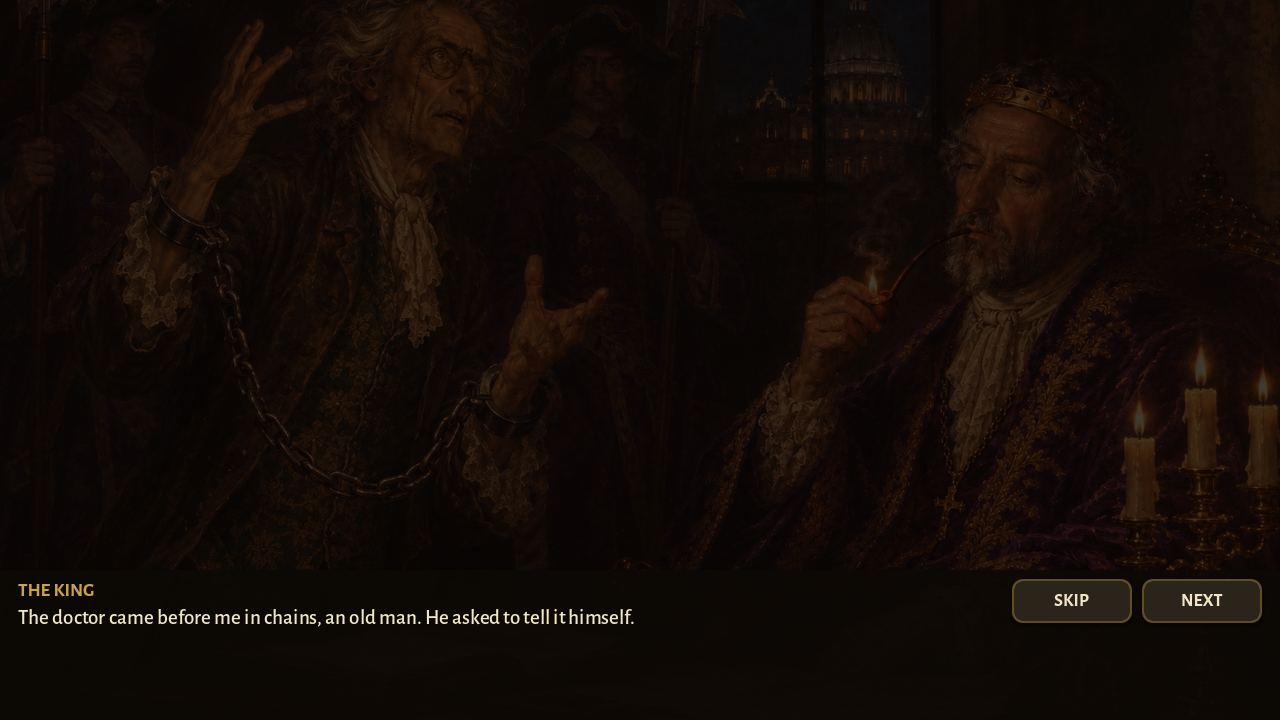 THE KING
The doctor came before me in chains, an old man. He asked to tell it himself.
SKIP
NEXT